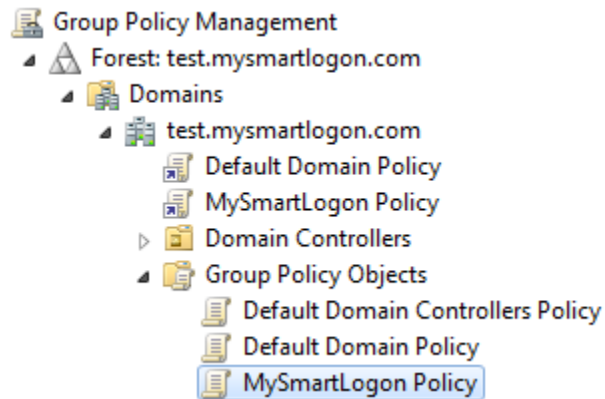 Group Policy Management
Forest: test.mysmartlogon.com
Domains
test.mysmartlogon.com
Default Domain Policy
MySmartLogon Policy
Domain Controllers
Group Policy Objects
Default Domain Controllers Policy
Default Domain Policy
MySmartLogon Policy